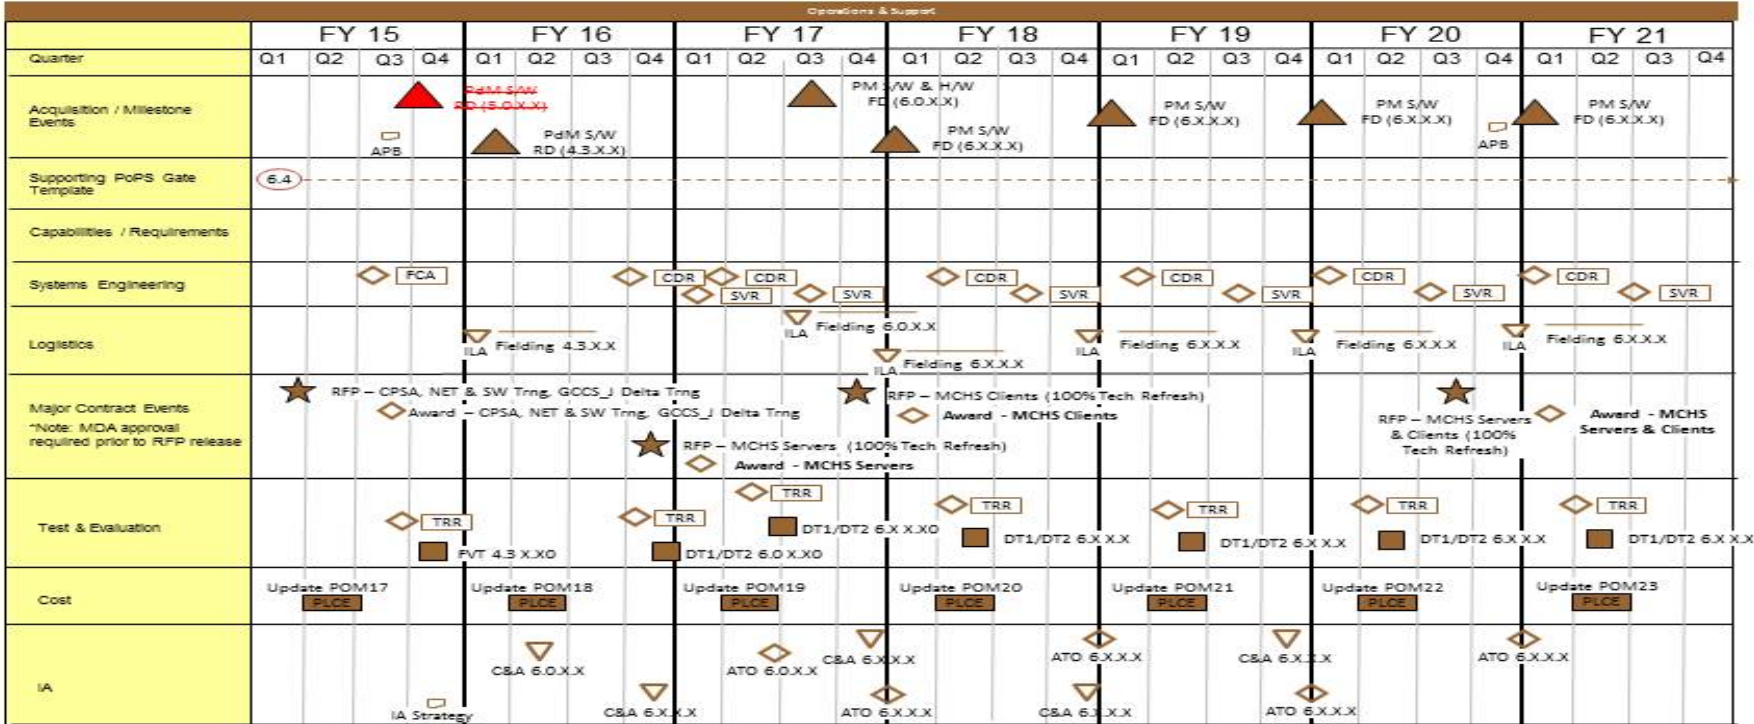 Operations & Support
FY 15 FY 16 FY 17 FY 18 FY 19 FY 20 FY 21
Quarter Q1 Q2 Q3 Q4 Q1 Q2 Q3 Q4 Q1 Q2 Q3 Q4 Q1 Q2 Q3 Q4 Q1 Q2 Q3 Q4 Q1 Q2 Q3 Q4 Q1 Q2 Q3 Q4
Acquisition / Milestone
Events
PdM S/W
RD (5.0.X.X)
APB
PdM S/W
RD (4.3.X.X)
PM S/W & H/W
FD (6.0.X.X)
PM S/W
FD (6.X.X.X)
PM S/W
FD (6.X.X.X)
PM S/W
FD (6.X.X.X)
APB
PM S/W
FD (6.X.X.X)
Supporting PoPS Gate
Template
6.4
Capabilities / Requirements
Systems Engineering
FCA CDR CDR CDR CDR CDR CDR
SVR SVR SVR SVR SVR SVR
Logistics
ILA Fielding 4.3.X.X
ILA Fielding 6.0.X.X
ILA Fielding 6.X.X.X
ILA Fielding 6.X.X.X
ILA Fielding 6.X.X.X
ILA Fielding 6.X.X.X
Major Contract Events
*Note: MDA approval
required prior to RFP release
RFP – CPSA, NET & SW Trng, GCCS_J Delta Trng
Award – CPSA, NET & SW Trng, GCCS_J Delta Trng
RFP – MCHS Servers (100% Tech Refresh)
Award - MCHS Servers
RFP – MCHS Clients (100% Tech Refresh)
Award - MCHS Clients
RFP – MCHS Servers
& Clients (100%
Tech Refresh)
Award - MCHS
Servers & Clients
Test & Evaluation
TRR TRR TRR TRR TRR TRR TRR
FVT 4.3 X.X0
DT1/DT2 6.0 X.X0
DT1/DT2 6.X X.X0
DT1/DT2 6.X X.X
DT1/DT2 6.X X.X
DT1/DT2 6.X X.X
DT1/DT2 6.X X.X
Cost
Update POM17 Update POM18 Update POM19 Update POM20 Update POM21 Update POM22 Update POM23
PLCE PLCE PLCE PLCE PLCE PLCE PLCE
IA
IA Strategy
C&A 6.0.X.X
C&A 6.X.X.X
ATO 6.0.X.X
C&A 6.X.X.X
ATO 6.X.X.X
ATO 6.X.X.X
C&A 6.X.X.X
C&A 6.X.X.X
ATO 6.X.X.X
ATO 6.X.X.X